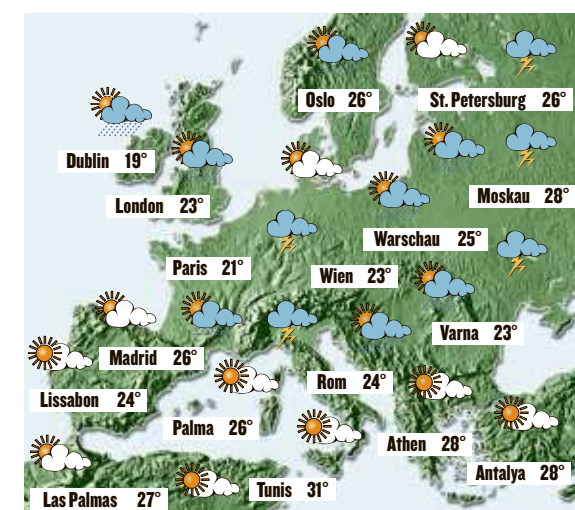 Oslo 26°
St. Petersburg 26°
Dublin 19°
Moskau 28°
London 23°
Warschau 25°
Paris 21°
Wien 23°
Varna 23°
Madrid 26°
Rom 24°
Lissabon 24°
Palma 26°
Athen 28°
Antalya 28°
Tunis 31°
Las Palmas 27°